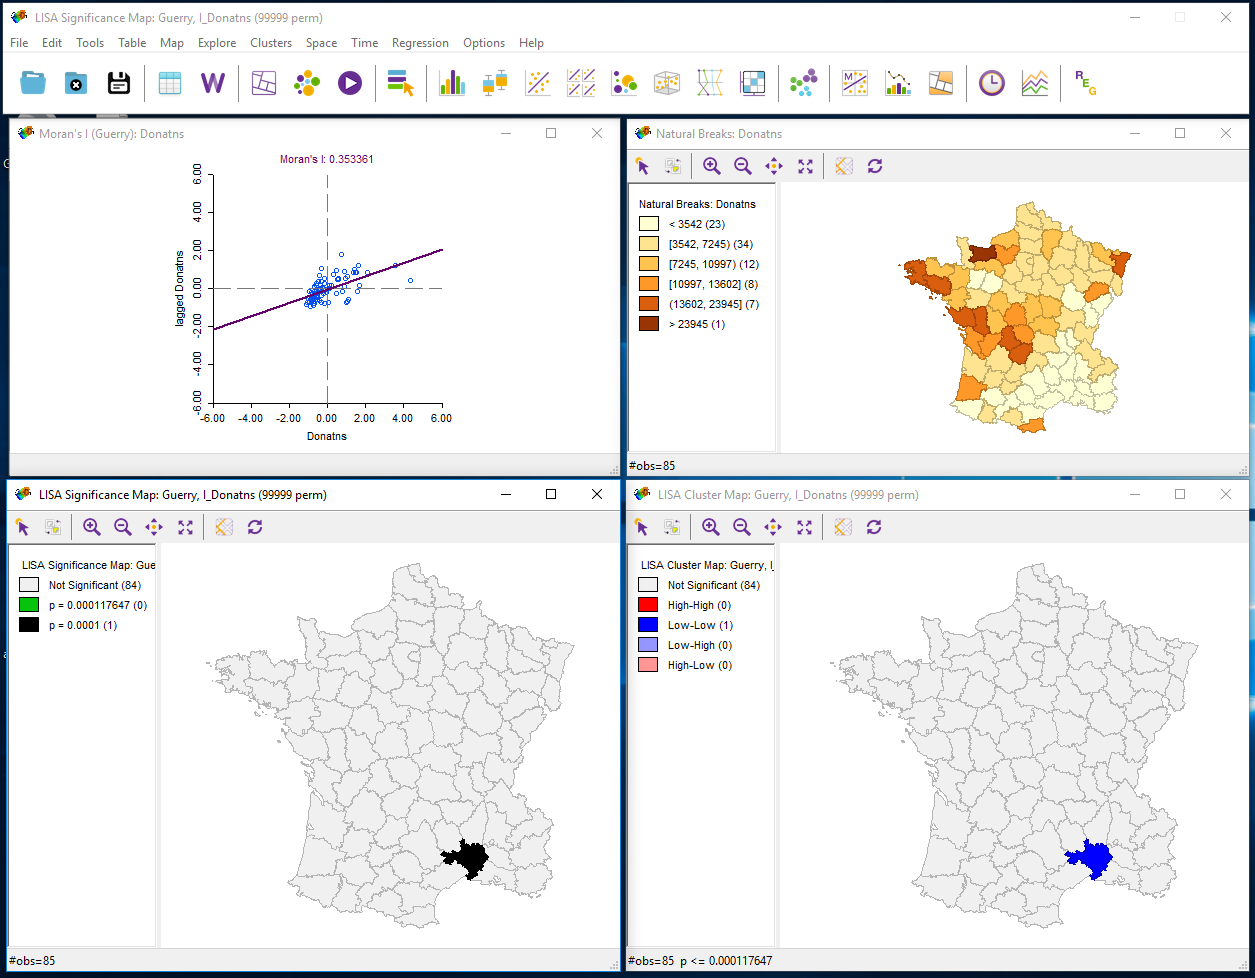 LISA Significance Map: Guerry, I_Donatns (99999 perm)
File Edit Tools Table Map Explore Clusters Space Time Regression Options Help
W
M
R E G
Moran's I (Guerry): Donatns
Moran's I: 0.353361
lagged Donatns
6.00
4.00
2.00
0.00
-2.00
-4.00
-6.00
-6.00 -4.00 -2.00 0.00 2.00 4.00 6.00
Donatns
Natural Breaks: Donatns
Natural Breaks: Donatns
< 3542 (23)
[3542, 7245) (34)
[7245, 10997) (12)
[10997, 13602] (8)
(13602, 23945] (7)
> 23945 (1)
#obs=85
LISA Significance Map: Guerry, I_Donatns (99999 perm)
LISA Significance Map: Gue
Not Significant (84)
p = 0.000117647 (0)
p = 0.0001 (1)
#obs=85
LISA Cluster Map: Guerry, I_Donatns (99999 perm)
LISA Cluster Map: Guerry, I_
Not Significant (84)
High-High (0)
Low-Low (1)
Low-High (0)
High-Low (0)
#obs=85 p <= 0.000117647